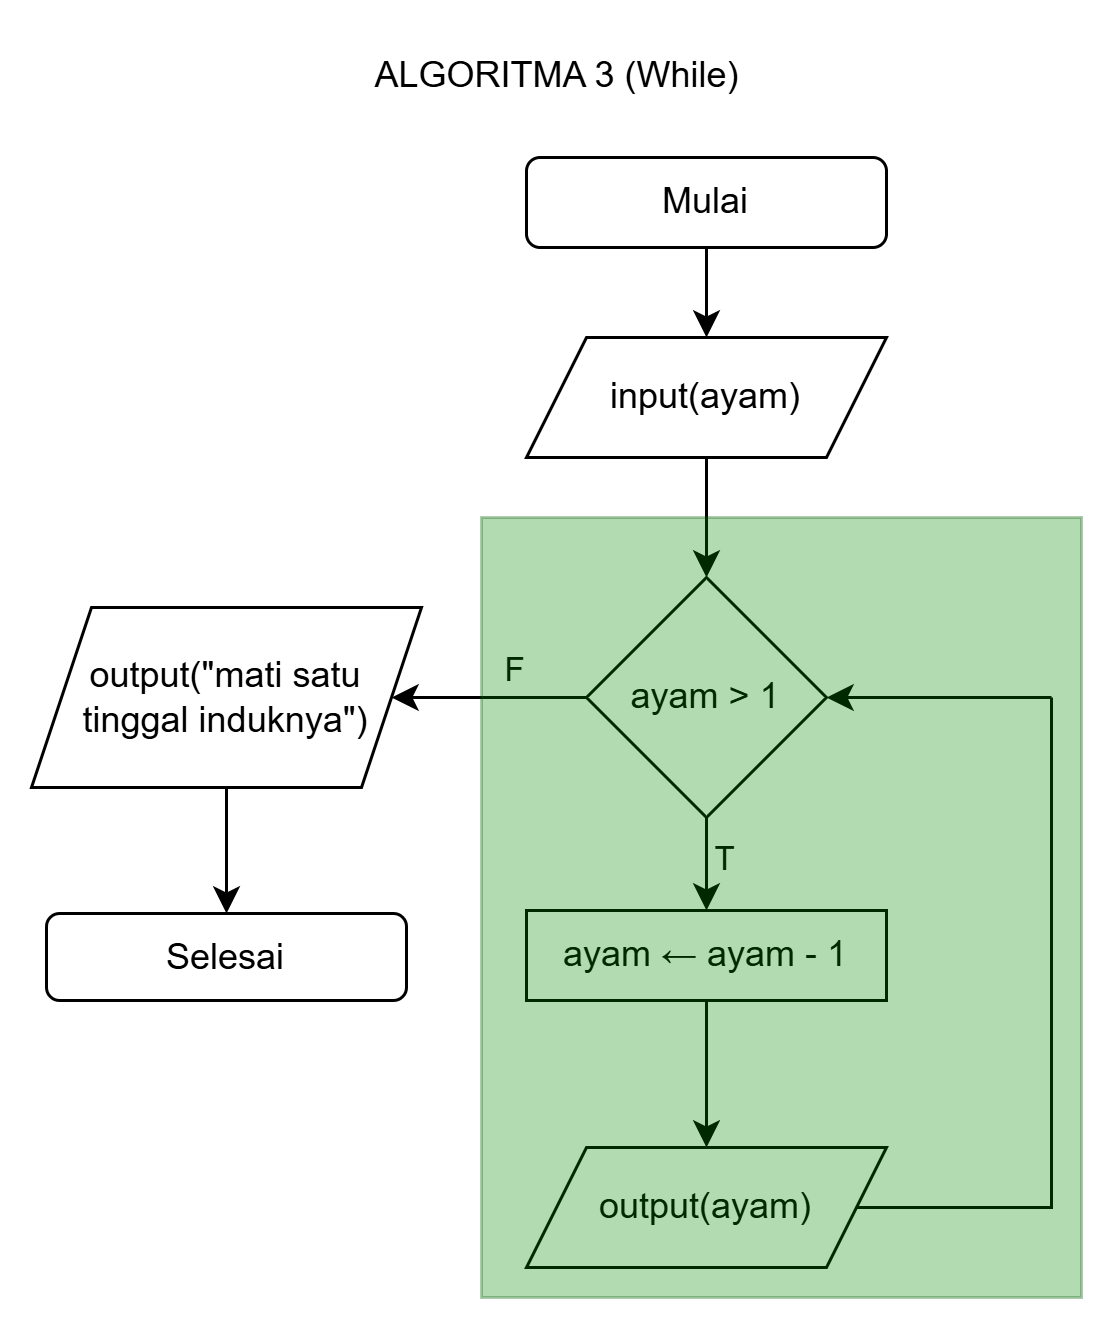 ALGORITMA 3 (While)
Mulai
input(ayam)
ayam > 1
F
output("mati satu
tinggal induknya")
Selesai
T
ayam ← ayam - 1
output(ayam)